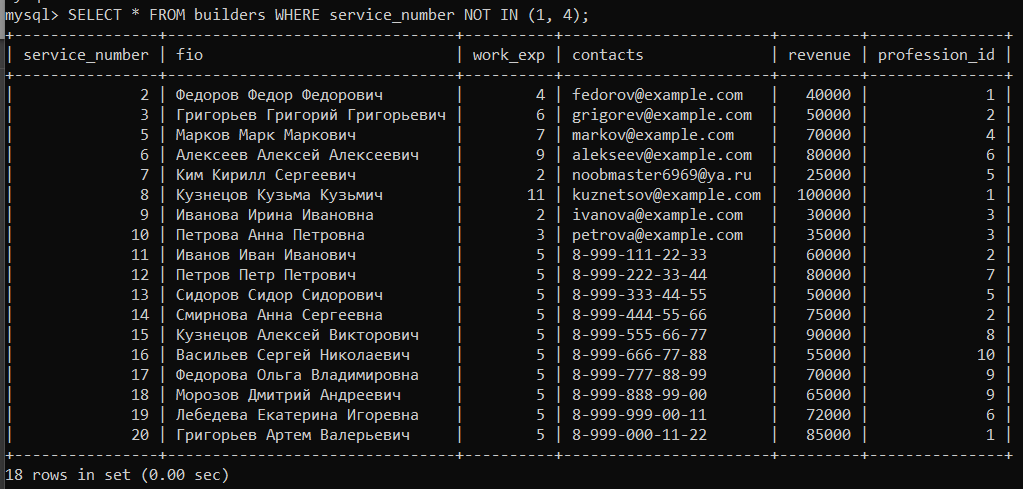 mysql> SELECT * FROM builders WHERE service_number NOT IN (1, 4);
+----------------+--------------------------------+----------+-----------------------+---------+---------------+
| service_number | fio                            | work_exp | contacts              | revenue | profession_id |
+----------------+--------------------------------+----------+-----------------------+---------+---------------+
|              2 | Федоров Федор Федорович        |        4 | fedorov@example.com   |   40000 |             1 |
|              3 | Григорьев Григорий Григорьевич |        6 | grigorev@example.com  |   50000 |             2 |
|              5 | Марков Марк Маркович           |        7 | markov@example.com    |   70000 |             4 |
|              6 | Алексеев Алексей Алексеевич    |        9 | alekseev@example.com  |   80000 |             6 |
|              7 | Ким Кирилл Сергеевич           |        2 | noobmaster6969@ya.ru  |   25000 |             5 |
|              8 | Кузнецов Кузьма Кузьмич        |       11 | kuznetsov@example.com |  100000 |             1 |
|              9 | Иванова Ирина Ивановна         |        2 | ivanova@example.com   |   30000 |             3 |
|             10 | Петрова Анна Петровна          |        3 | petrova@example.com   |   35000 |             3 |
|             11 | Иванов Иван Иванович           |        5 | 8-999-111-22-33       |   60000 |             2 |
|             12 | Петров Петр Петрович           |        5 | 8-999-222-33-44       |   80000 |             7 |
|             13 | Сидоров Сидор Сидорович        |        5 | 8-999-333-44-55       |   50000 |             5 |
|             14 | Смирнова Анна Сергеевна        |        5 | 8-999-444-55-66       |   75000 |             2 |
|             15 | Кузнецов Алексей Викторович    |        5 | 8-999-555-66-77       |   90000 |             8 |
|             16 | Васильев Сергей Николаевич     |        5 | 8-999-666-77-88       |   55000 |            10 |
|             17 | Федорова Ольга Владимировна    |        5 | 8-999-777-88-99       |   70000 |             9 |
|             18 | Морозов Дмитрий Андреевич      |        5 | 8-999-888-99-00       |   65000 |             9 |
|             19 | Лебедева Екатерина Игоревна    |        5 | 8-999-999-00-11       |   72000 |             6 |
|             20 | Григорьев Артем Валерьевич     |        5 | 8-999-000-11-22       |   85000 |             1 |
+----------------+--------------------------------+----------+-----------------------+---------+---------------+
18 rows in set (0.00 sec)